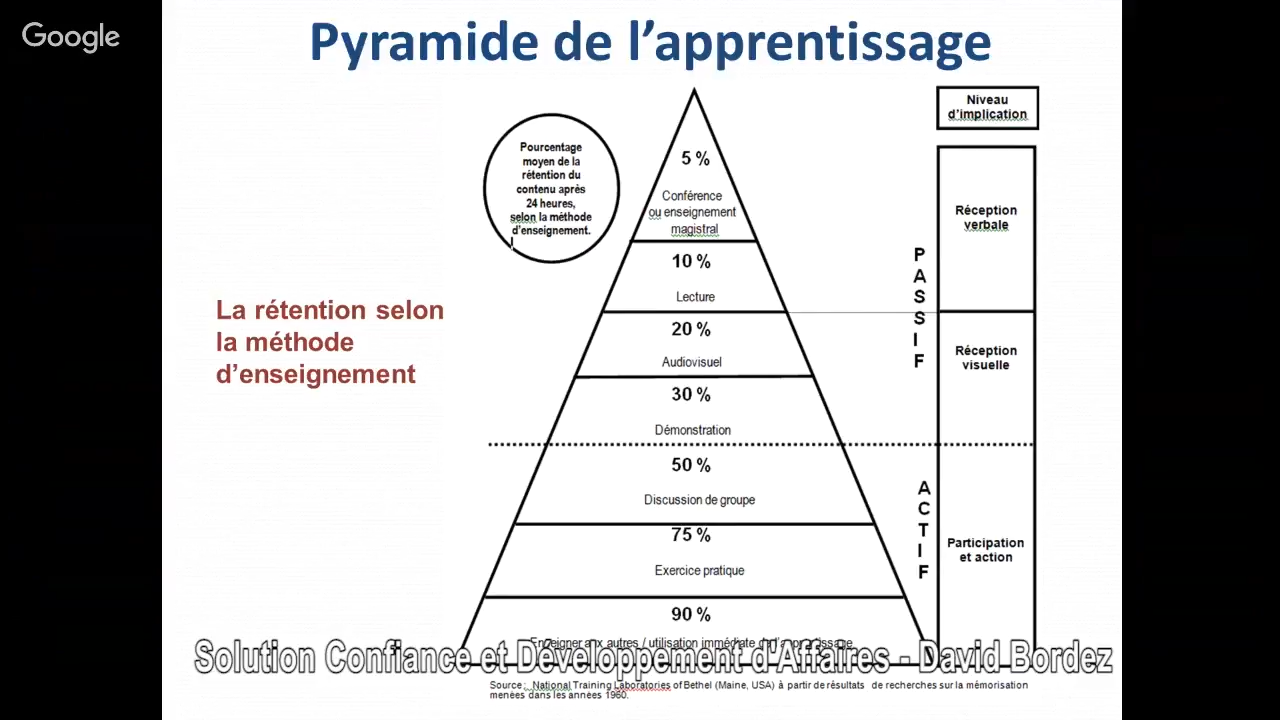 Google
Pyramide de l’apprentissage
Niveau
d’implication
Pourcentage
moyen de la
rétention du
contenu après
24 heures,
selon la méthode
d’enseignement.
5 %
Conférence
ou enseignement
magistral
Réception
verbale
10 %
Lecture
PASSIF
La rétention selon
la méthode
d’enseignement
20 %
Audiovisuel
Réception
visuelle
30 %
Démonstration
50 %
Discussion de groupe
ACTIF
75 %
Exercice pratique
Participation
et action
90 %
Enseigner aux autres / utilisation immédiate de l’apprentissage
Solution Confiance et Développement d'Affaires - David Bordez
Source : National Training Laboratories of Bethel (Maine, USA) à partir de résultats de recherches sur la mémorisation
menées dans les années 1960.